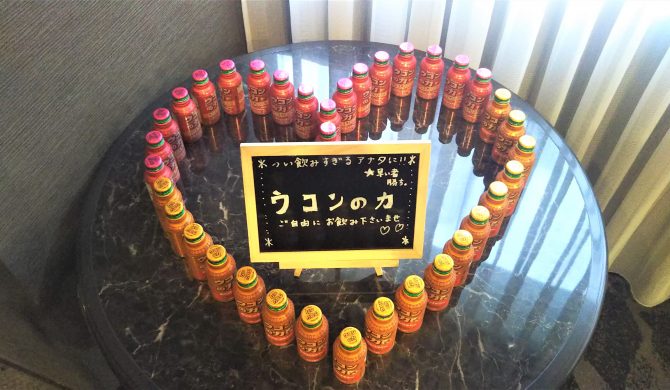 つい飲みすぎるアナタに!!
★早い者
勝ち。
ウコンの力
ご自由にお飲み下さいませ
♡♡